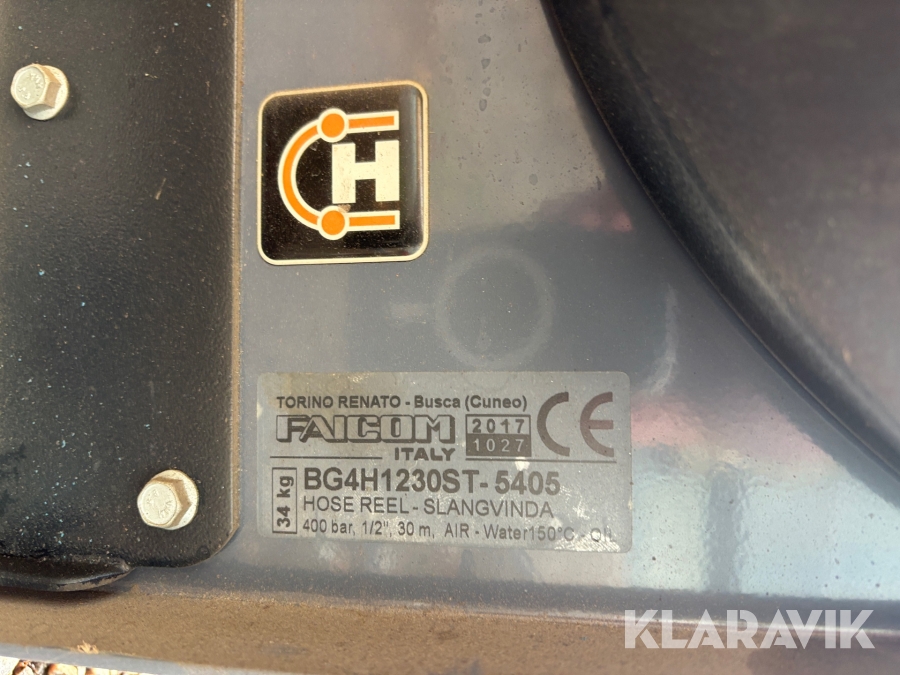 H
TORINO RENATO - Busca (Cuneo)
FAICOM
ITALY
2017
1027
CE
34 kg
BG4H1230ST - 5405
HOSE REEL - SLANGVINDA
400 bar, 1/2", 30 m, AIR - Water150°C - Oil
KLARAVIK